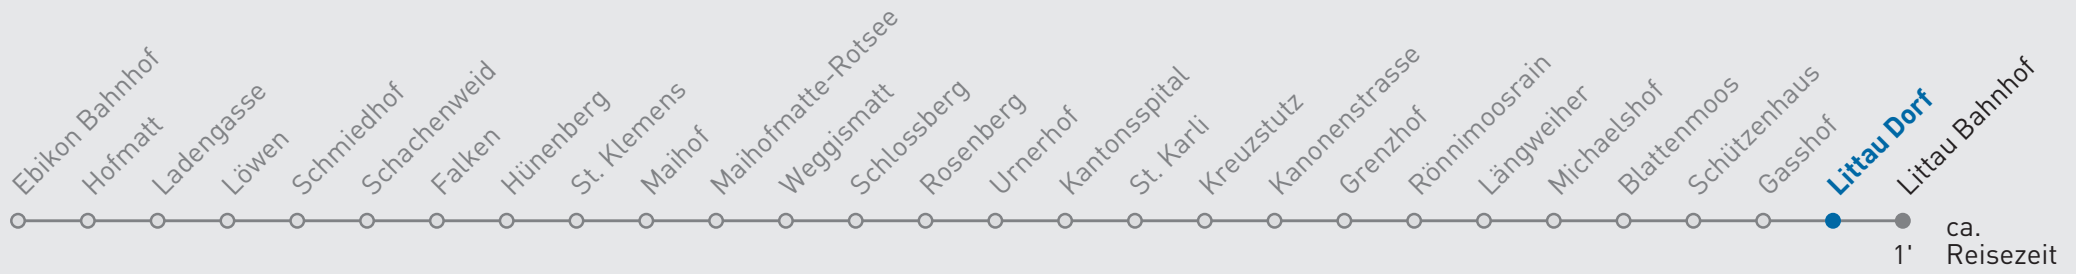 Ebikon Bahnhof
Hofmatt
Ladengasse
Löwen
Schmiedhof
Schachenweid
Falken
Hünenberg
St. Klemens
Maihof
Maihofmatte-Rotsee
Weggismatt
Schlossberg
Rosenberg
Urnerhof
Kantonsspital
St. Karli
Kreuzstutz
Kanonenstrasse
Grenzhof
Rönnimoosrain
Längweiher
Michaelshof
Blattenmoos
Schützenhaus
Gasshof
Littau Dorf
Littau Bahnhof
ca.
1' Reisezeit